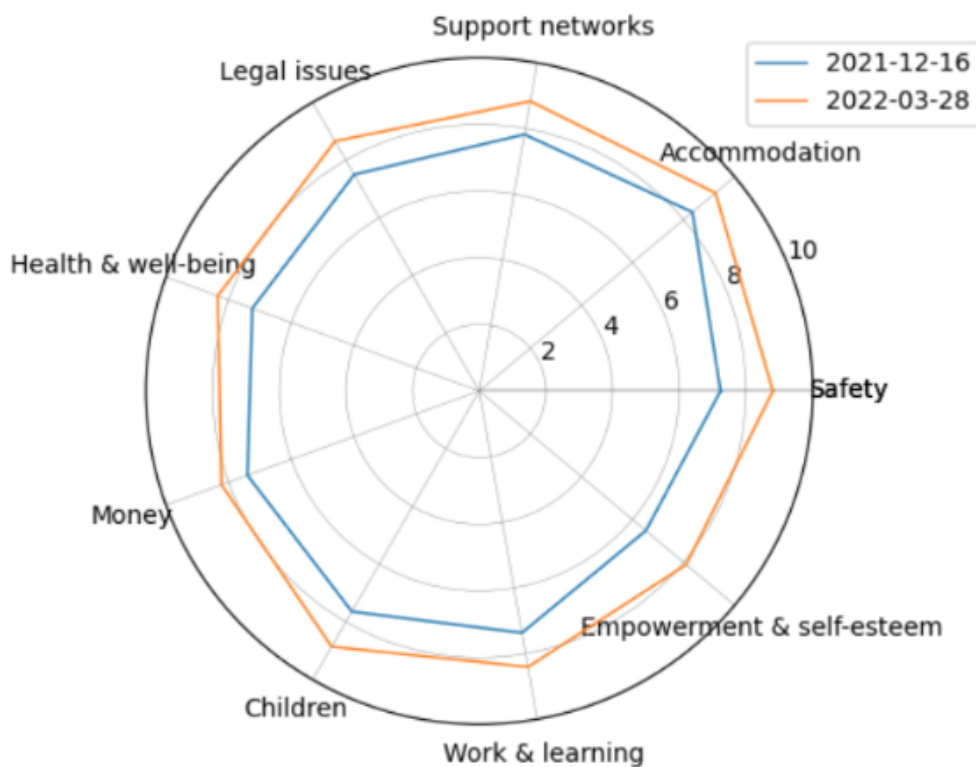 Support networks
Legal issues
2021-12-16
2022-03-28
Accommodation
Health & well-being
10
8
6
4
2
Safety
Money
Empowerment & self-esteem
Children
Work & learning